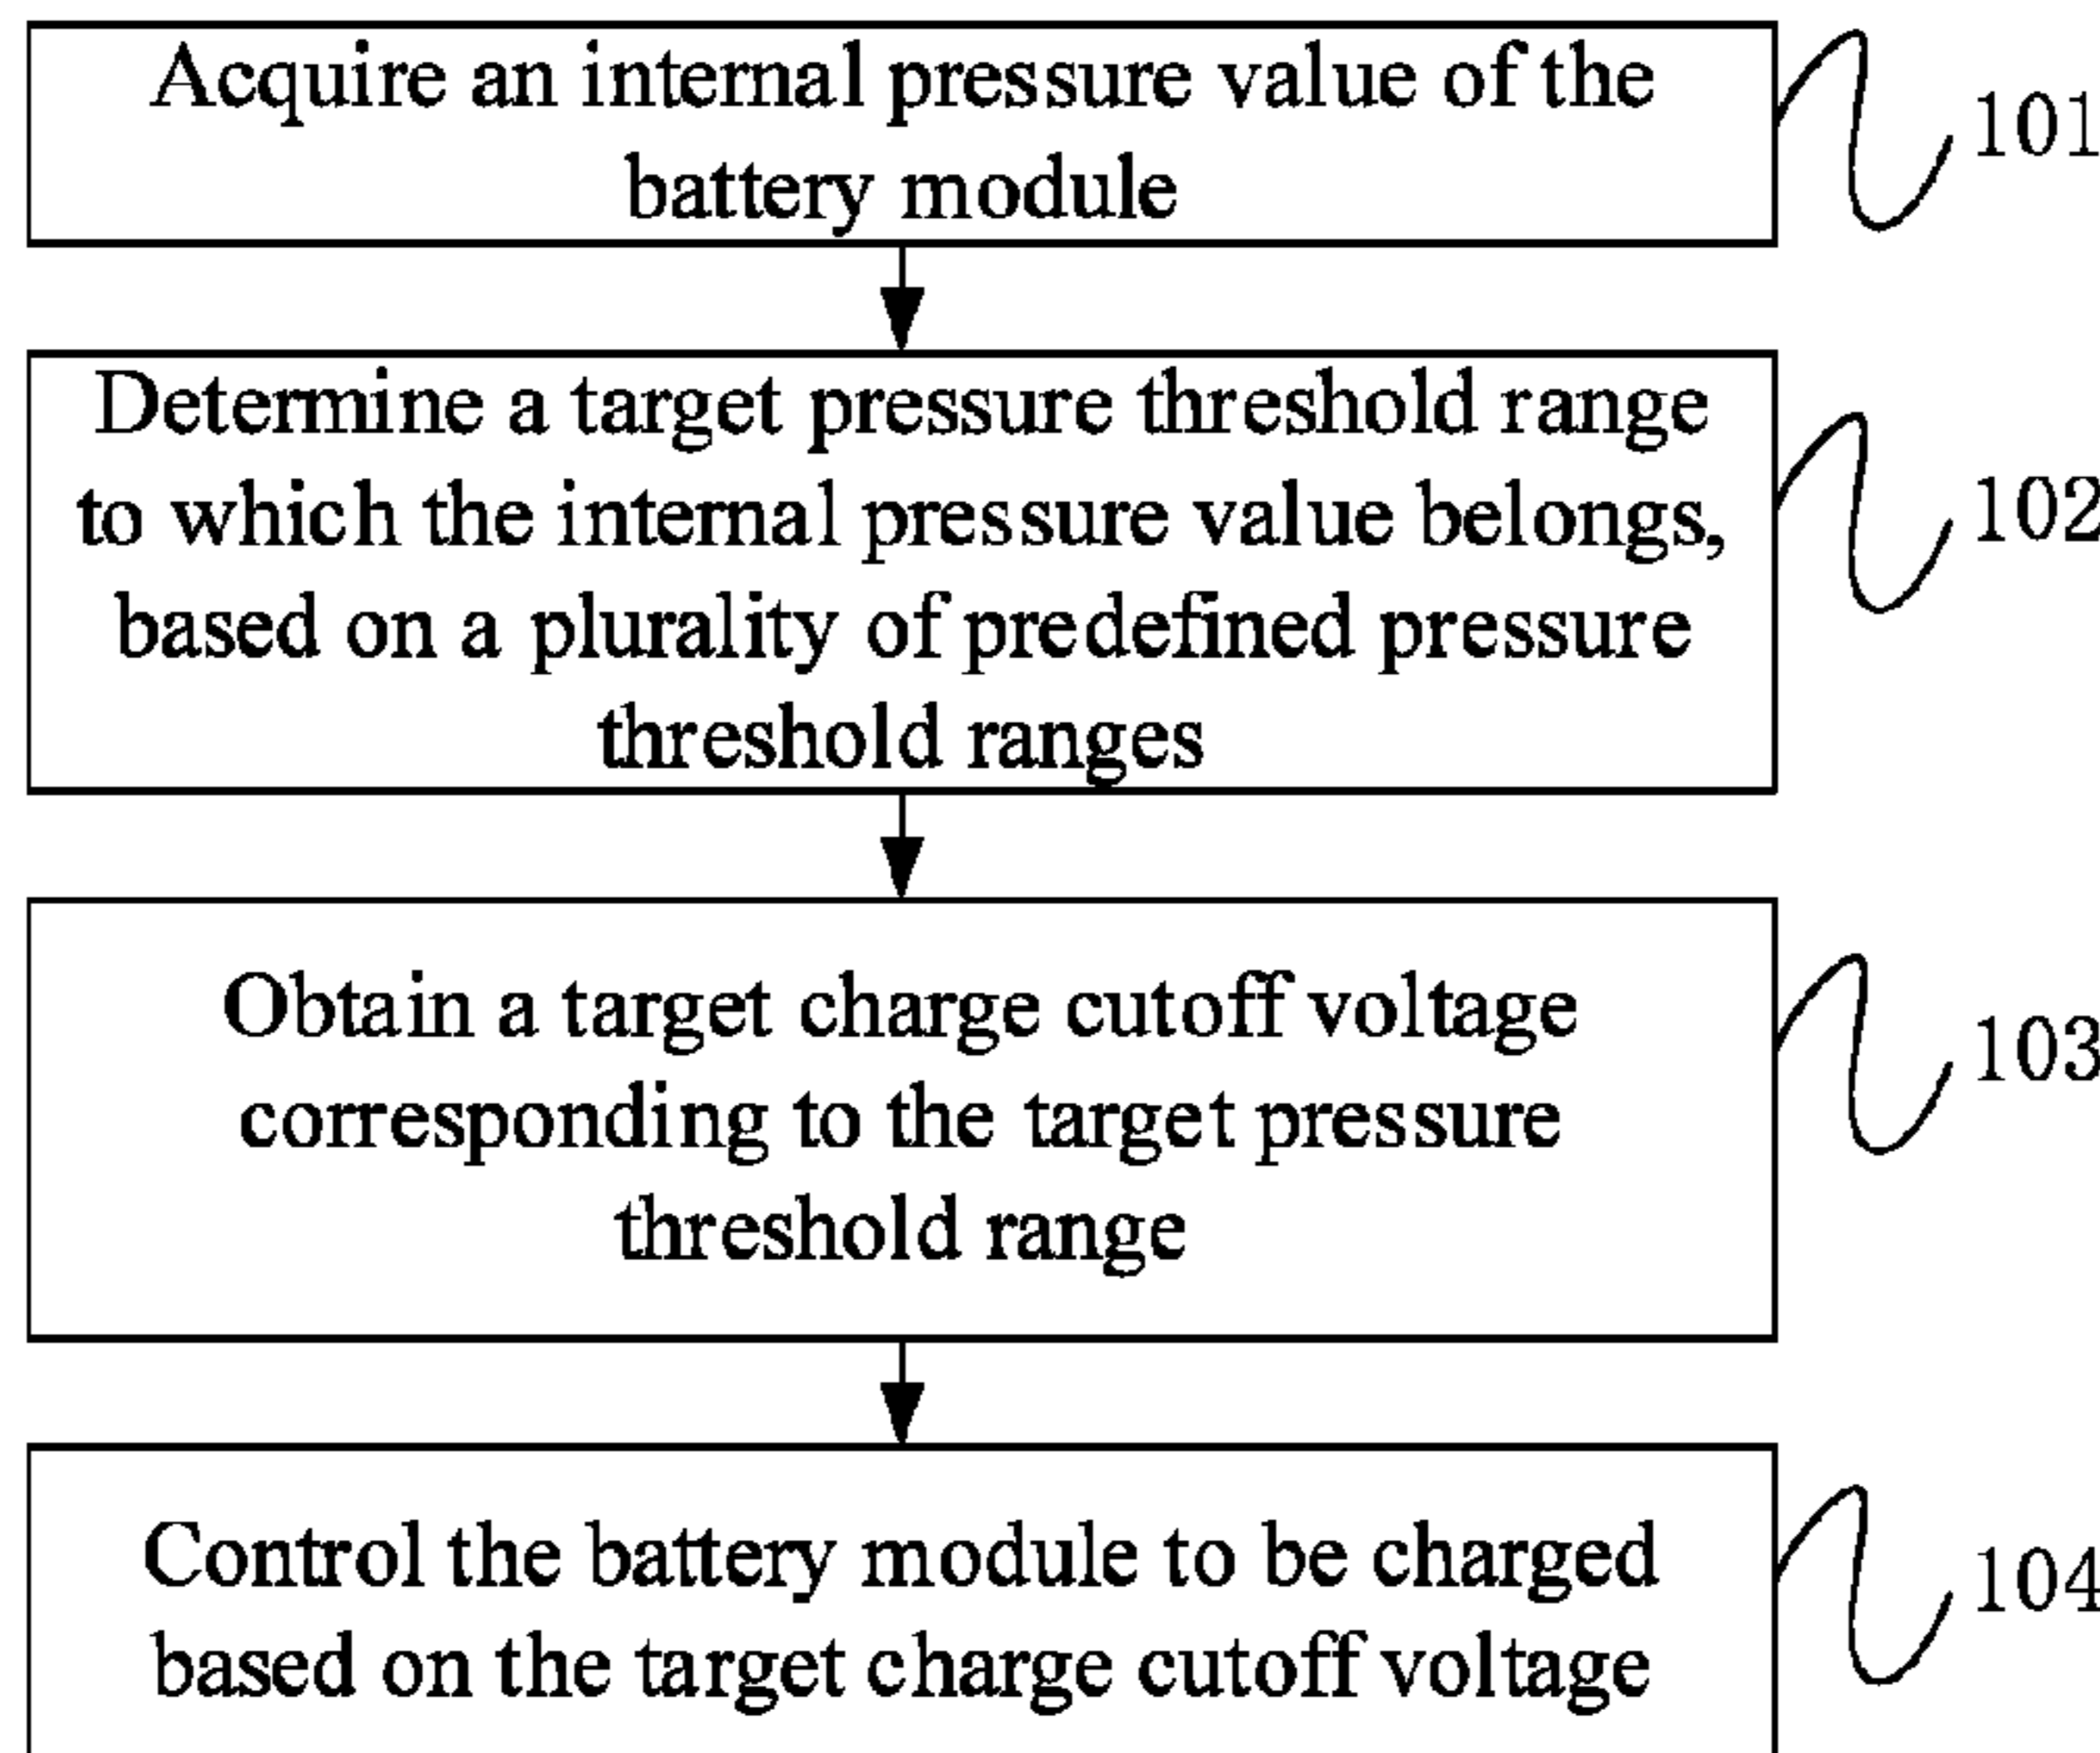 Acquire an internal pressure value of the
battery module
101
Determine a target pressure threshold range
to which the internal pressure value belongs,
based on a plurality of predefined pressure
threshold ranges
102
Obtain a target charge cutoff voltage
corresponding to the target pressure
threshold range
103
Control the battery module to be charged
based on the target charge cutoff voltage
104